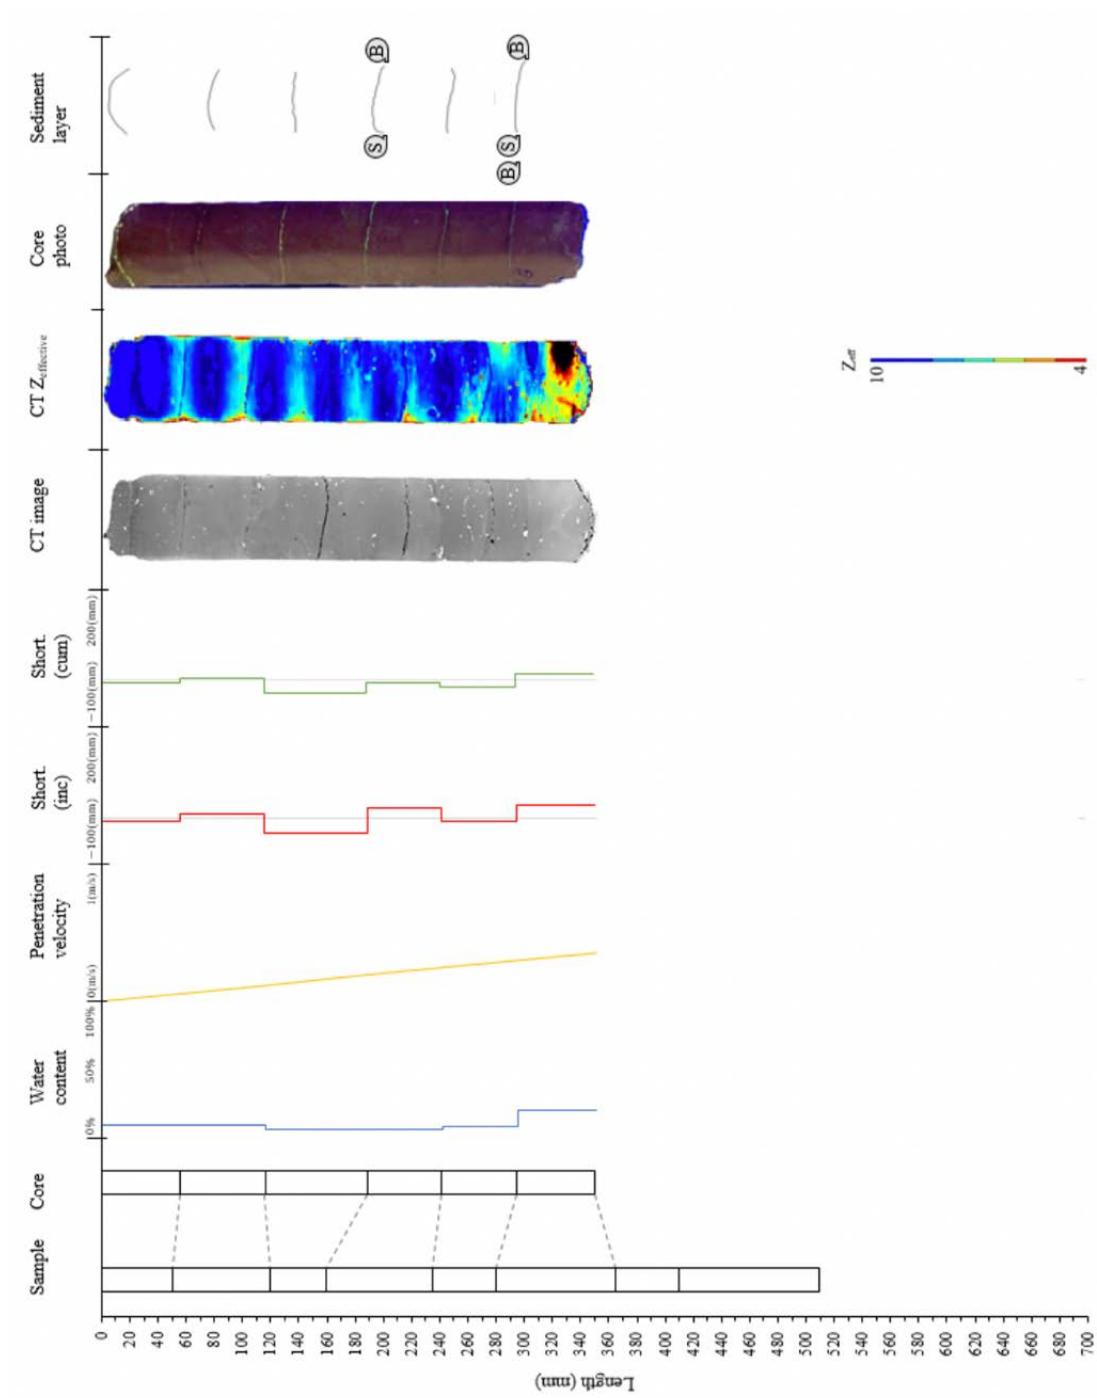 Sample
Core
Water
content
Penetration
velocity
Short.
(inc)
Short.
(cum)
CT image
CT Zeffective
Core
photo
Sediment
layer
0%
50%
100%
0(m/s)
1(m/s)
−100(mm)
200(mm)
−100(mm)
200(mm)
B
B
S
B S
Zeff
10
4
0
20
40
60
80
100
120
140
160
180
200
220
240
260
280
300
320
340
360
380
400
420
440
460
480
500
520
540
560
580
600
620
640
660
680
700
Length (mm)